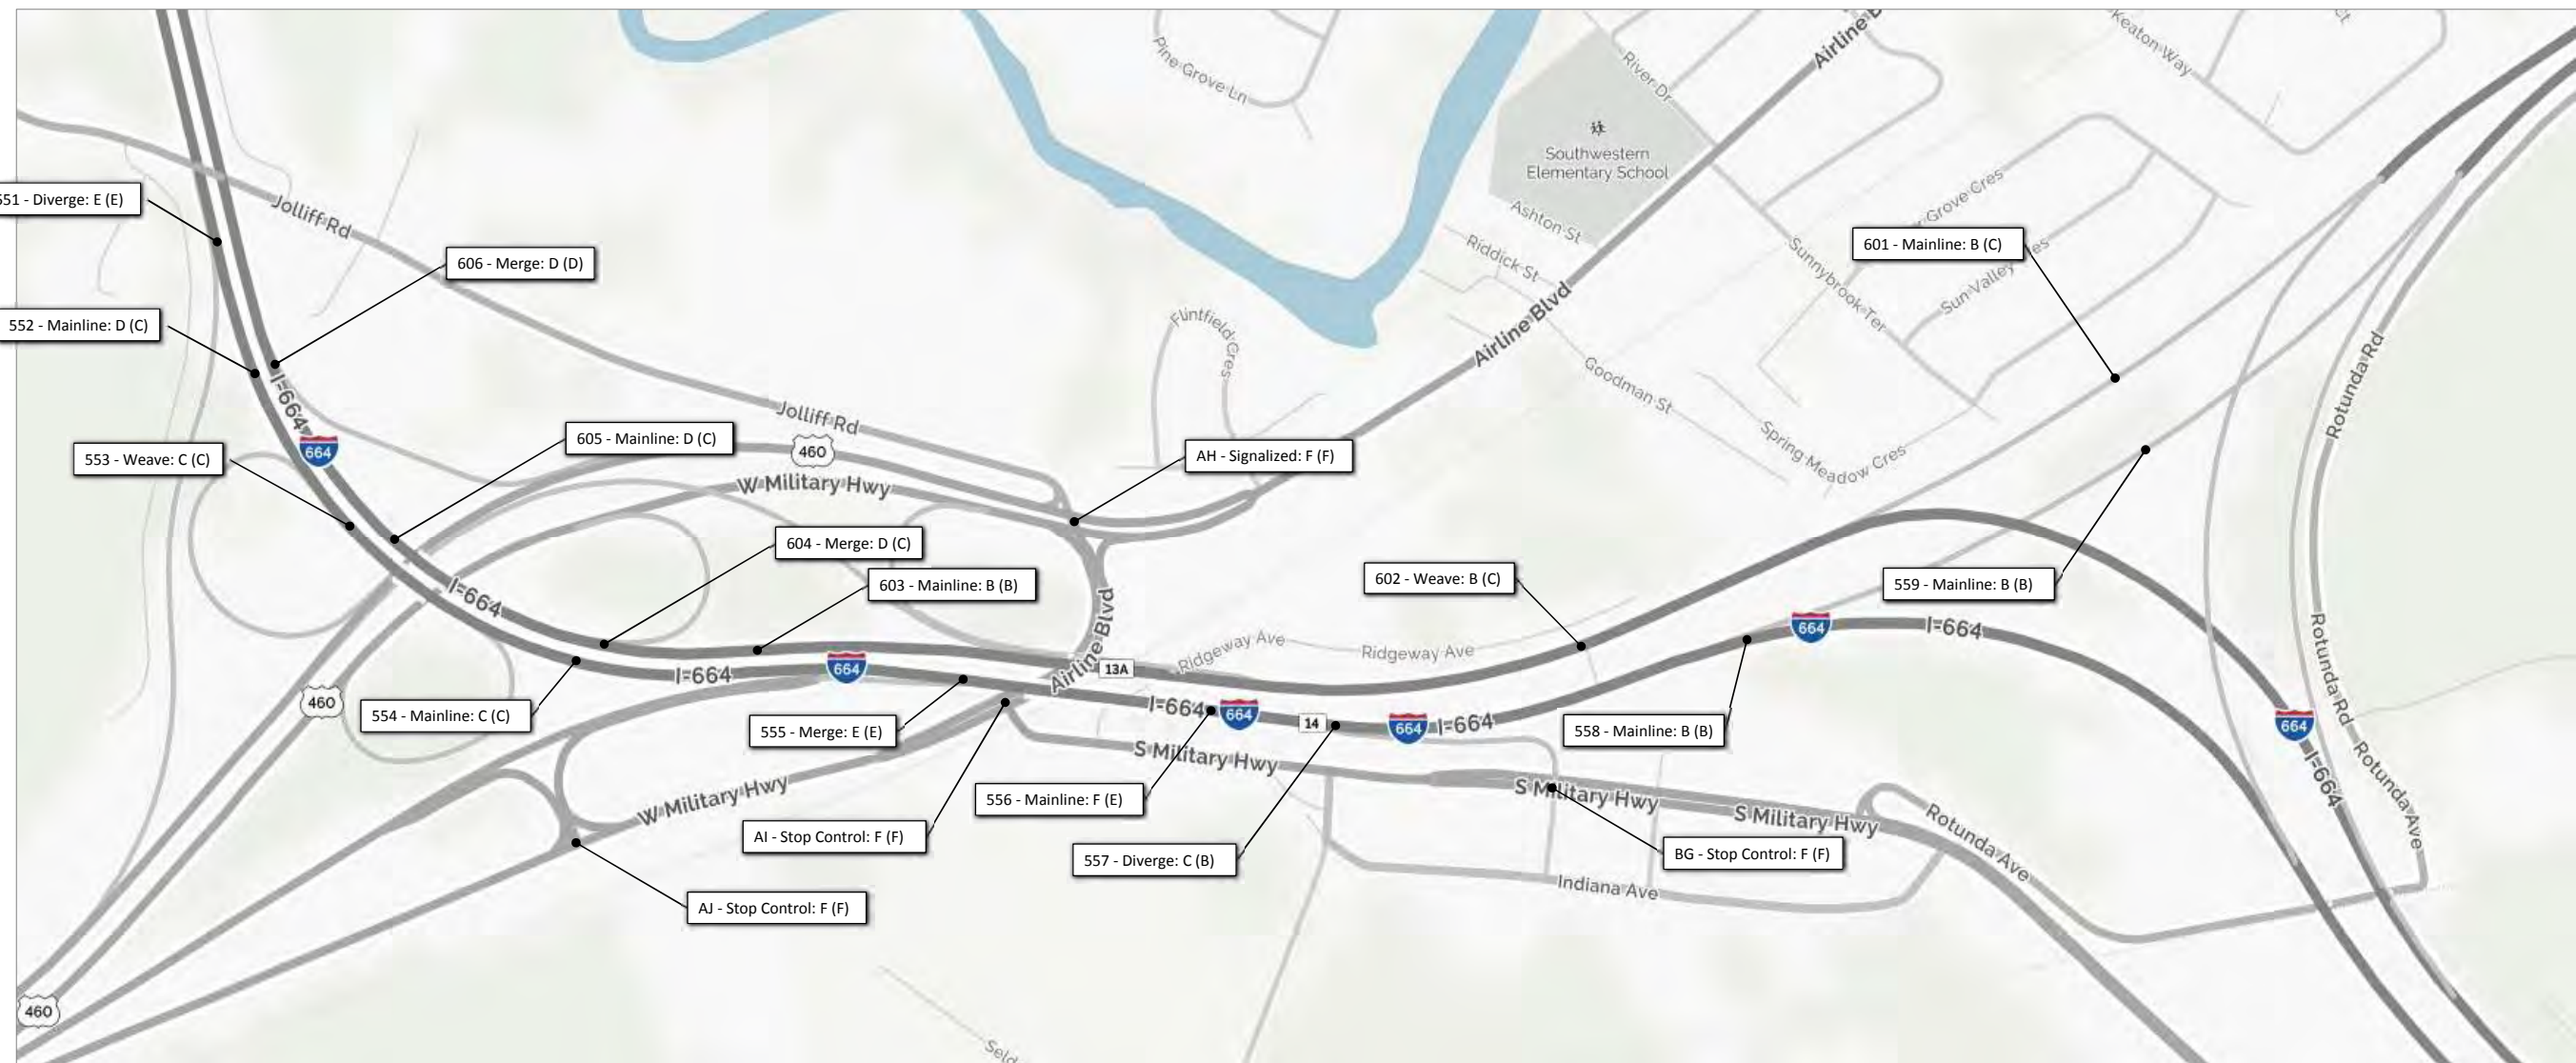 Airline B
Keaton Way
Ct
Pine Grove Ln
River Dr
Southwestern
Elementary School
Jolliff Rd
551 - Diverge: E (E)
Ashton St
Grove Cres
Riddick St
601 - Mainline: B (C)
606 - Merge: D (D)
Sunnybrook Ter
Sun Valley
es
Airline Blvd
552 - Mainline: D (C)
Flintfield Cres
Rotunda Rd
I-664
Goodman St
Jolliff Rd
605 - Mainline: D (C)
664
460
553 - Weave: C (C)
AH - Signalized: F (F)
Spring Meadow Cres
W Military Hwy
604 - Merge: D (C)
603 - Mainline: B (B)
602 - Weave: B (C)
559 - Mainline: B (B)
I-664
Airline Blvd
664
I-664
Ridgeway Ave
Ridgeway Ave
13A
664
I-664
Rotunda Rd
460
554 - Mainline: C (C)
555 - Merge: E (E)
I-664
664
14
664
I-664
558 - Mainline: B (B)
664
I-664
Rotunda Ave
S Military Hwy
W Military Hwy
556 - Mainline: F (E)
S Military Hwy
S Military Hwy
Rotunda Ave
AI - Stop Control: F (F)
557 - Diverge: C (B)
BG - Stop Control: F (F)
Indiana Ave
AJ - Stop Control: F (F)
460
Seld